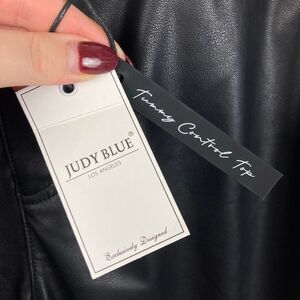 JUDY BLUE®
LOS ANGELES
Exclusively Designed
Tummy Control Top